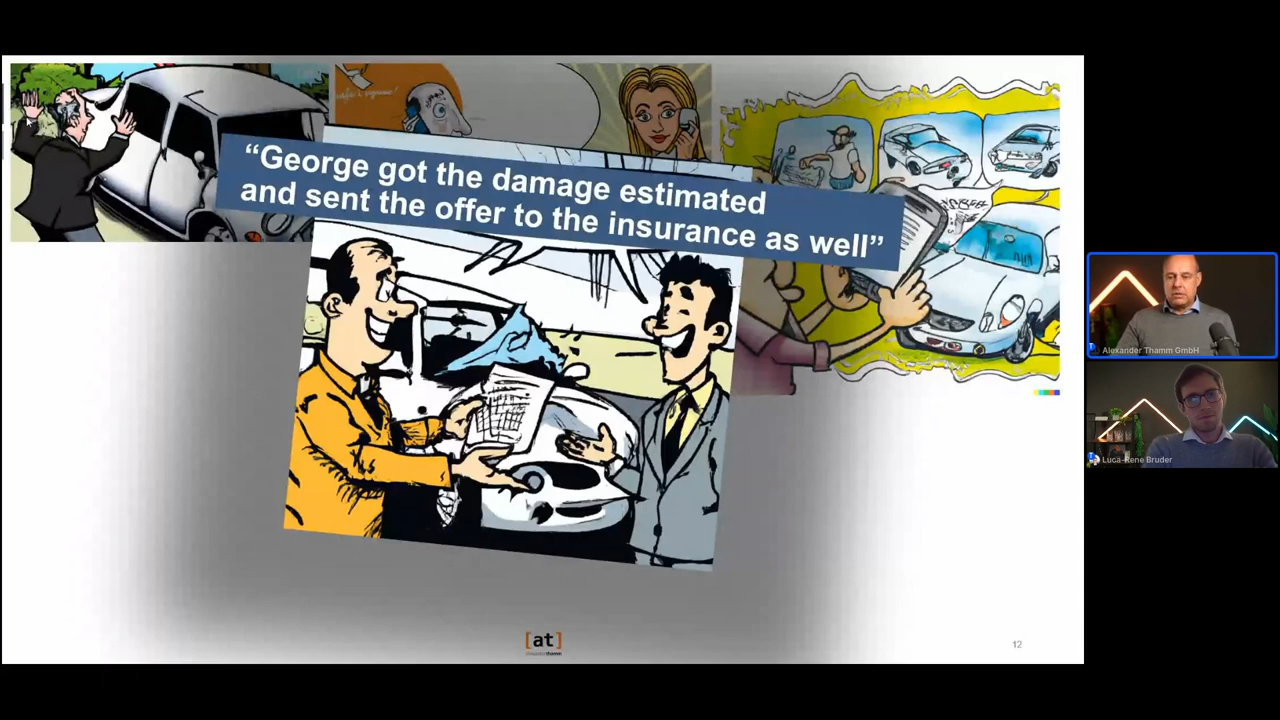 “George got the damage estimated
and sent the offer to the insurance as well”
[at]
alexanderthamm
12
Alexander Thamm GmbH
Luca-Rene Bruder